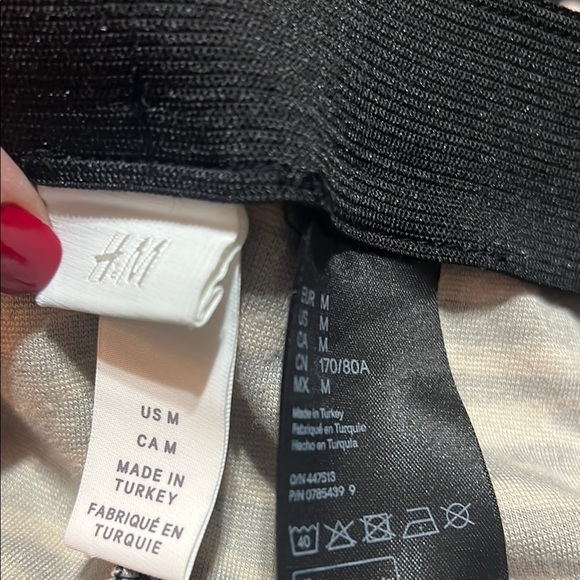 H&M
US M
CA M
MADE IN
TURKEY
FABRIQUÉ EN
TURQUIE
EUR M
US M
CA M
CN 170/80A
MX M
Made in Turkey
Fabriqué en Turquie
Hecho en Turquía
O/N 447513
P/N 0785439 9
40